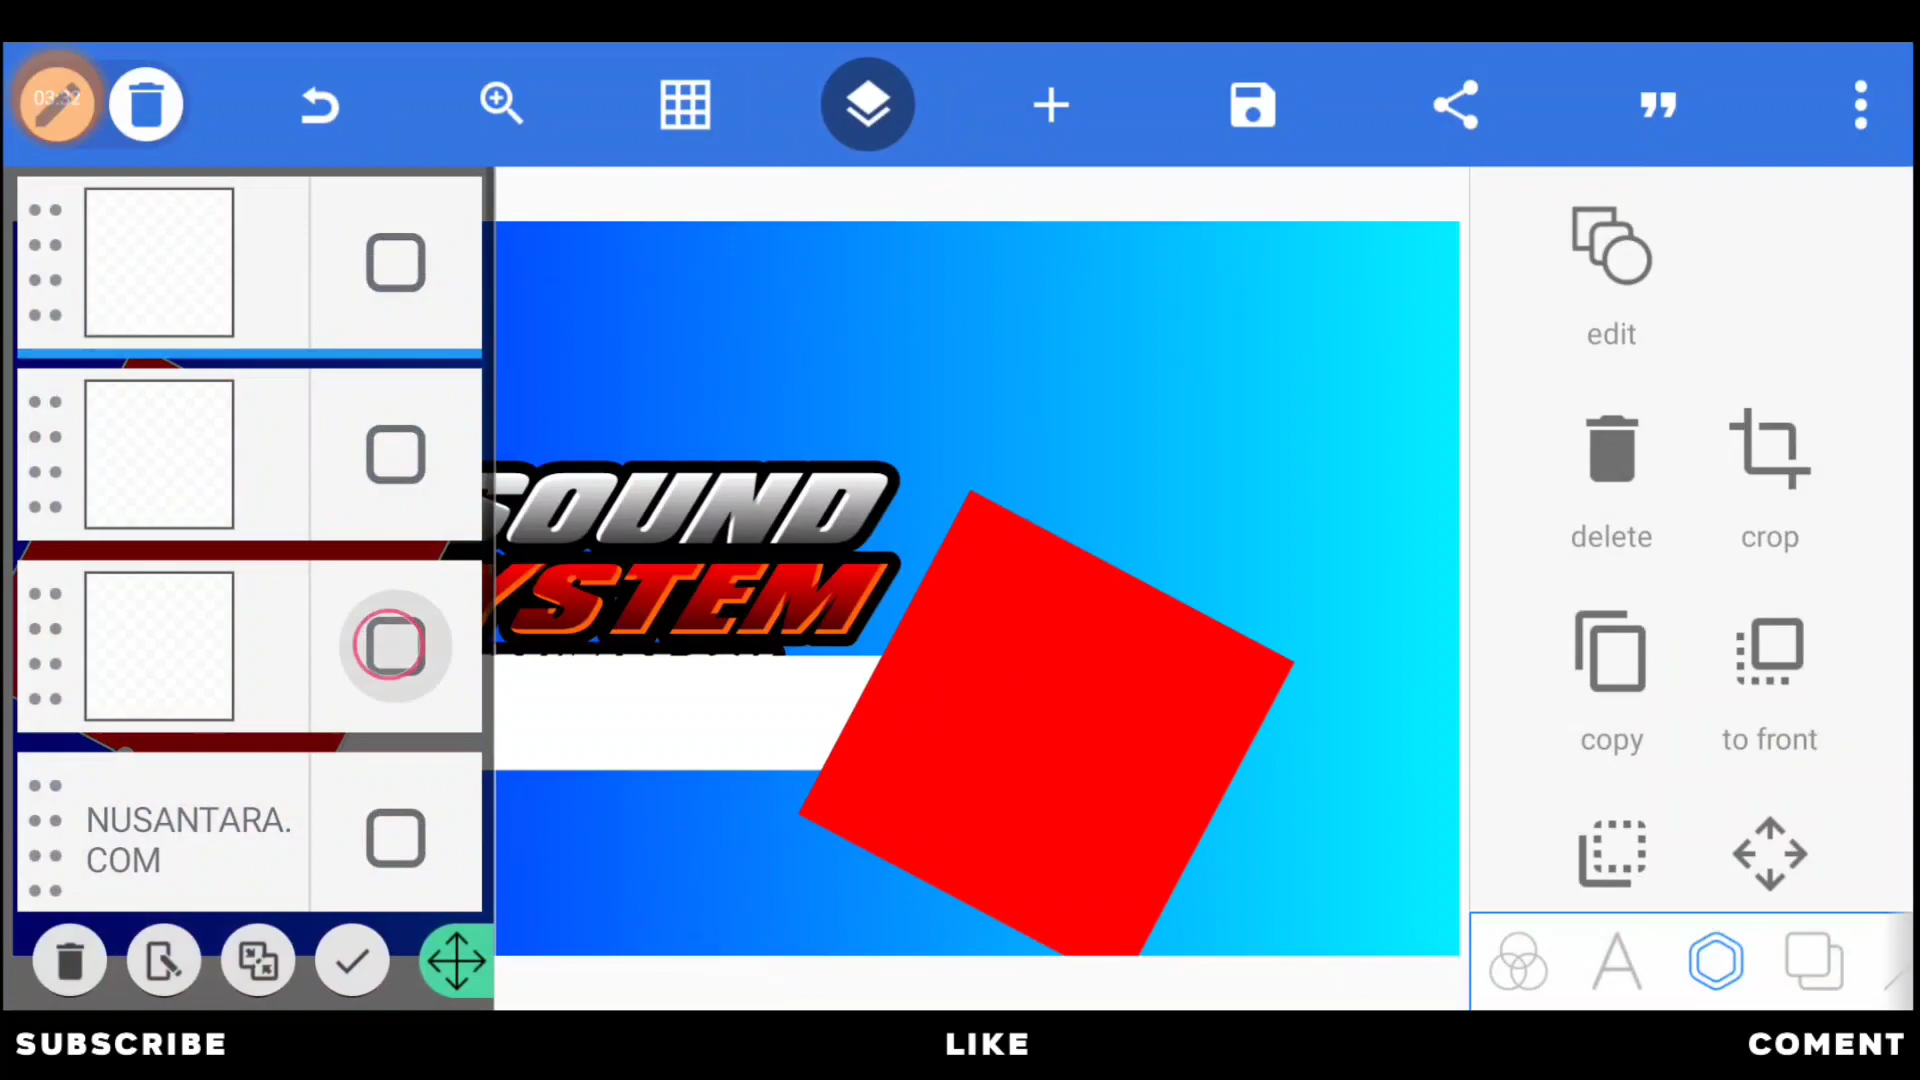 03:32
edit
SOUND
delete
crop
YSTEM
copy
to front
NUSANTARA.
COM
SUBSCRIBE
LIKE
COMENT